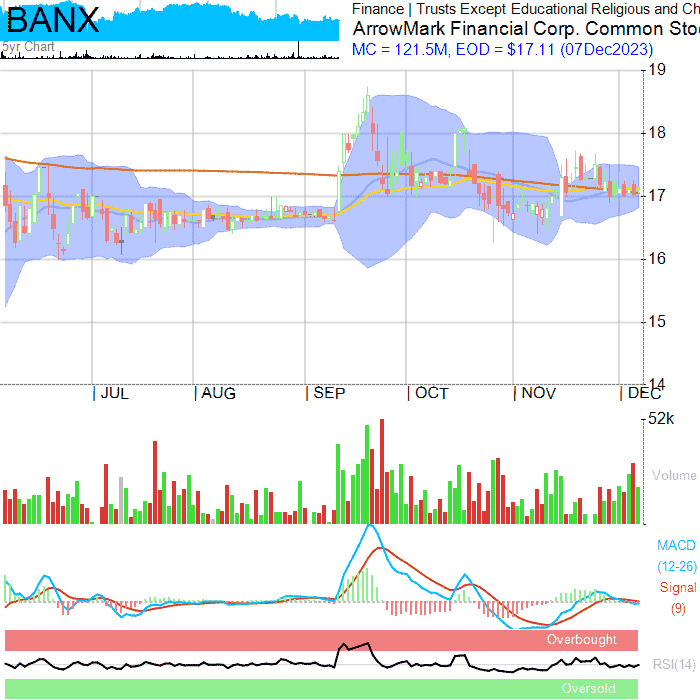 BANX
5yr Chart
Finance | Trusts Except Educational Religious and Ch
ArrowMark Financial Corp. Common Sto
MC = 121.5M, EOD = $17.11 (07Dec2023)
19
18
17
16
15
14
JUL AUG SEP OCT NOV DEC
52k
Volume
MACD
(12-26)
Signal
(9)
Overbought
RSI(14)
Oversold